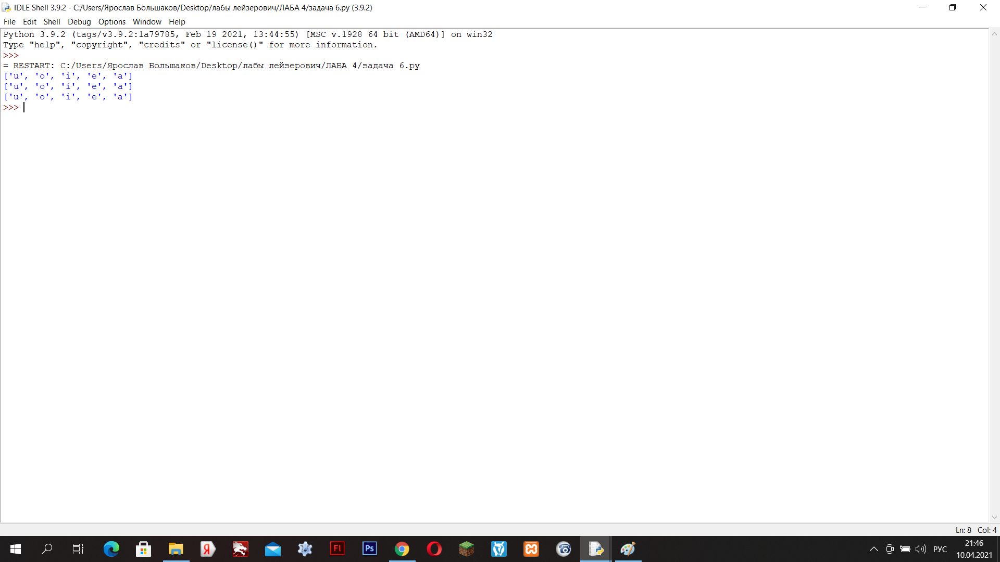 IDLE Shell 3.9.2 - C:/Users/Ярослав Большаков/Desktop/лабы лейзерович/ЛАБА 4/задача 6.py (3.9.2)
File Edit Shell Debug Options Window Help
Python 3.9.2 (tags/v3.9.2:1a79785, Feb 19 2021, 13:44:55) [MSC v.1928 64 bit (AMD64)] on win32
Type "help", "copyright", "credits" or "license()" for more information.
>>>
= RESTART: C:/Users/Ярослав Большаков/Desktop/лабы лейзерович/ЛАБА 4/задача 6.py
['u', 'o', 'i', 'e', 'a']
['u', 'o', 'i', 'e', 'a']
['u', 'o', 'i', 'e', 'a']
>>>
Ln: 8 Col: 4
Я
Fl
Ps
РУС
21:46
10.04.2021